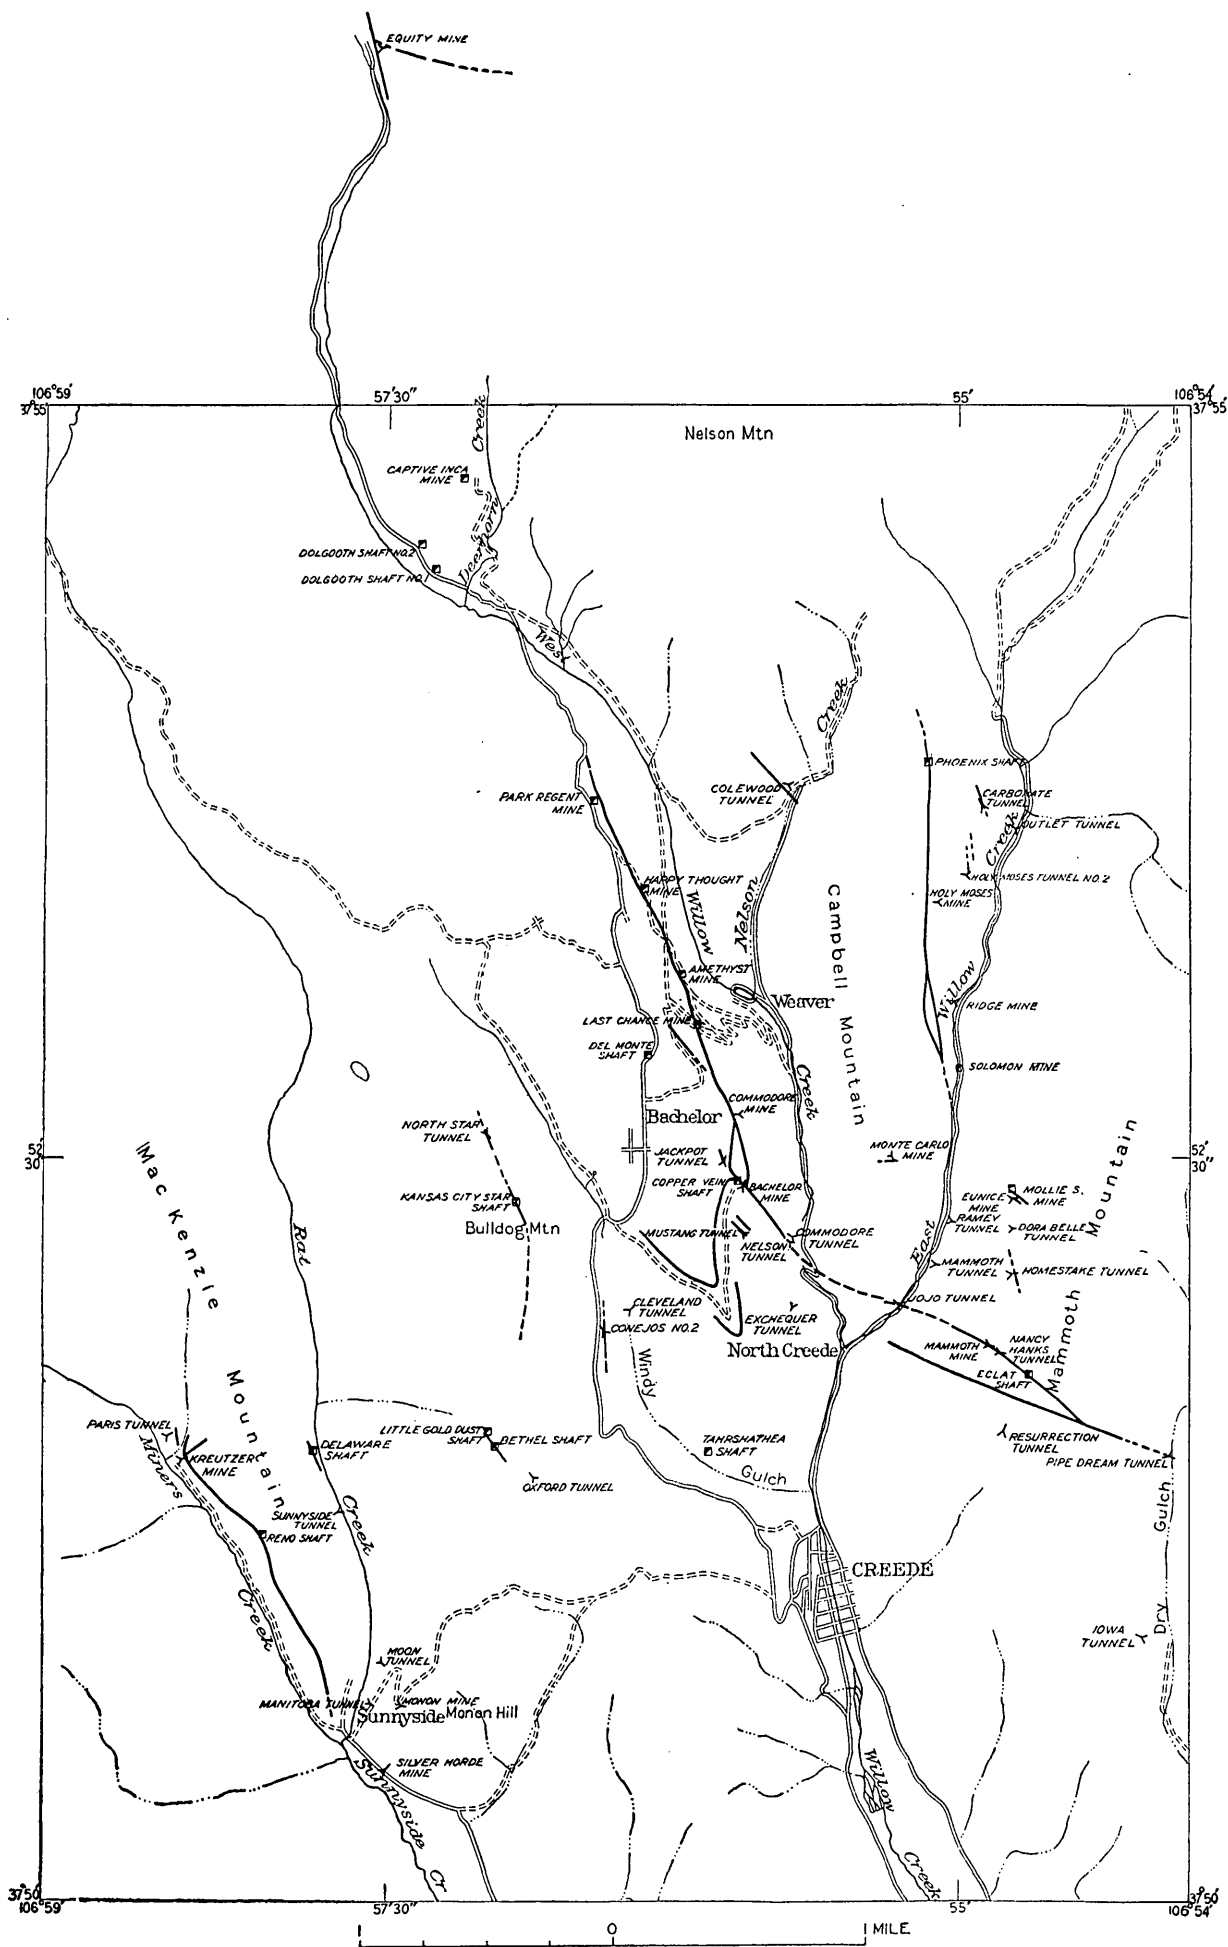 EQUITY MINE
106°59'
57'30"
55'
106°54'
37°55'
37°55'
Nelson Mtn
Creek
CAPTIVE INCA
MINE
Deerhorn
DOLGOOTH SHAFT NO.2
DOLGOOTH SHAFT NO.1
West
Creek
PHOENIX SHAFT
COLEWOOD
TUNNEL
PARK REGENT
MINE
CARBONATE
TUNNEL
OUTLET TUNNEL
Creek
HAPPY THOUGHT
MINE
HOLY MOSES TUNNEL NO.2
HOLY MOSES
MINE
Willow
Nelson
Campbell Mountain
AMETHYST
MINE
Weaver
Willow
RIDGE MINE
LAST CHANCE MINE
DEL MONTE
SHAFT
SOLOMON MINE
Creek
COMMODORE
MINE
Bachelor
NORTH STAR
TUNNEL
MONTE CARLO
MINE
JACKPOT
TUNNEL
52'
30"
52'
30"
Mac Kenzie
Mountain
COPPER VEIN
SHAFT
BACHELOR
MINE
KANSAS CITY STAR
SHAFT
MOLLIE S.
MINE
EUNICE
MINE
Mammoth Mountain
Bulldog Mtn
Rat
RAMEY
TUNNEL
DORA BELLE
TUNNEL
MUSTANG TUNNEL
NELSON
TUNNEL
COMMODORE
TUNNEL
East
MAMMOTH
TUNNEL
HOMESTAKE TUNNEL
JOJO TUNNEL
CLEVELAND
TUNNEL
CONEJOS NO.2
EXCHEQUER
TUNNEL
North Creede
MAMMOTH
MINE
NANCY
HANKS
TUNNEL
ECLAT
SHAFT
Windy
Gulch
PARIS TUNNEL
KREUTZER
MINE
Miners
Creek
DELAWARE
SHAFT
LITTLE GOLD DUST
SHAFT
BETHEL SHAFT
TAHRSHATHEA
SHAFT
RESURRECTION
TUNNEL
PIPE DREAM TUNNEL
OXFORD TUNNEL
SUNNYSIDE
TUNNEL
RENO SHAFT
Creek
Dry Gulch
CREEDE
IOWA
TUNNEL
MOON
TUNNEL
MANITOBA TUNNEL
MONON MINE
Sunnyside
Monon Hill
SILVER HORDE
MINE
Sunnyside Cr
Willow
Creek
37°50'
106°59'
57'30"
55'
37°50'
106°54'
1
0
1 MILE